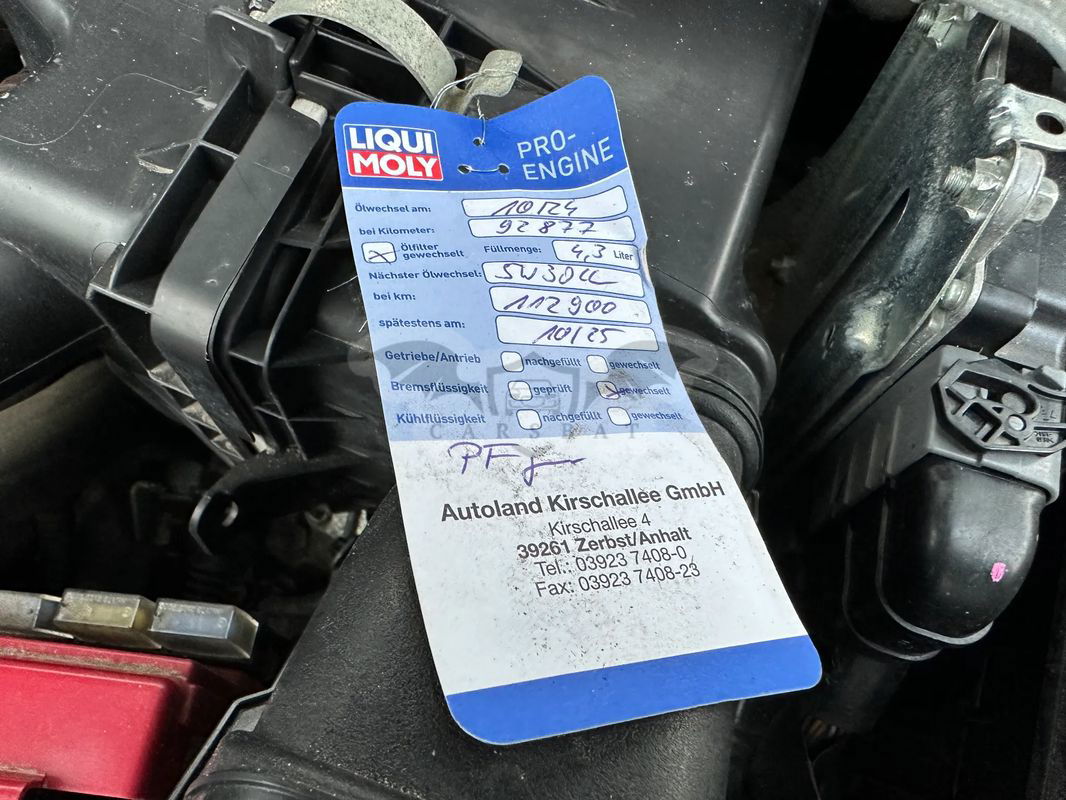 LIQUI
MOLY
PRO-
ENGINE
Ölwechsel am: 10/24
bei Kilometer: 92877
Ölfilter
gewechselt
Füllmenge: 4,3 Liter
Nächster Ölwechsel: 5W30LL
bei km: 112900
spätestens am: 10/25
Getriebe/Antrieb nachgefüllt gewechselt
Bremsflüssigkeit geprüft gewechselt
Kühlflüssigkeit nachgefüllt gewechselt
CARSBAT
Autoland Kirschallee GmbH
Kirschallee 4
39261 Zerbst/Anhalt
Tel.: 03923 7408-0
Fax: 03923 7408-23